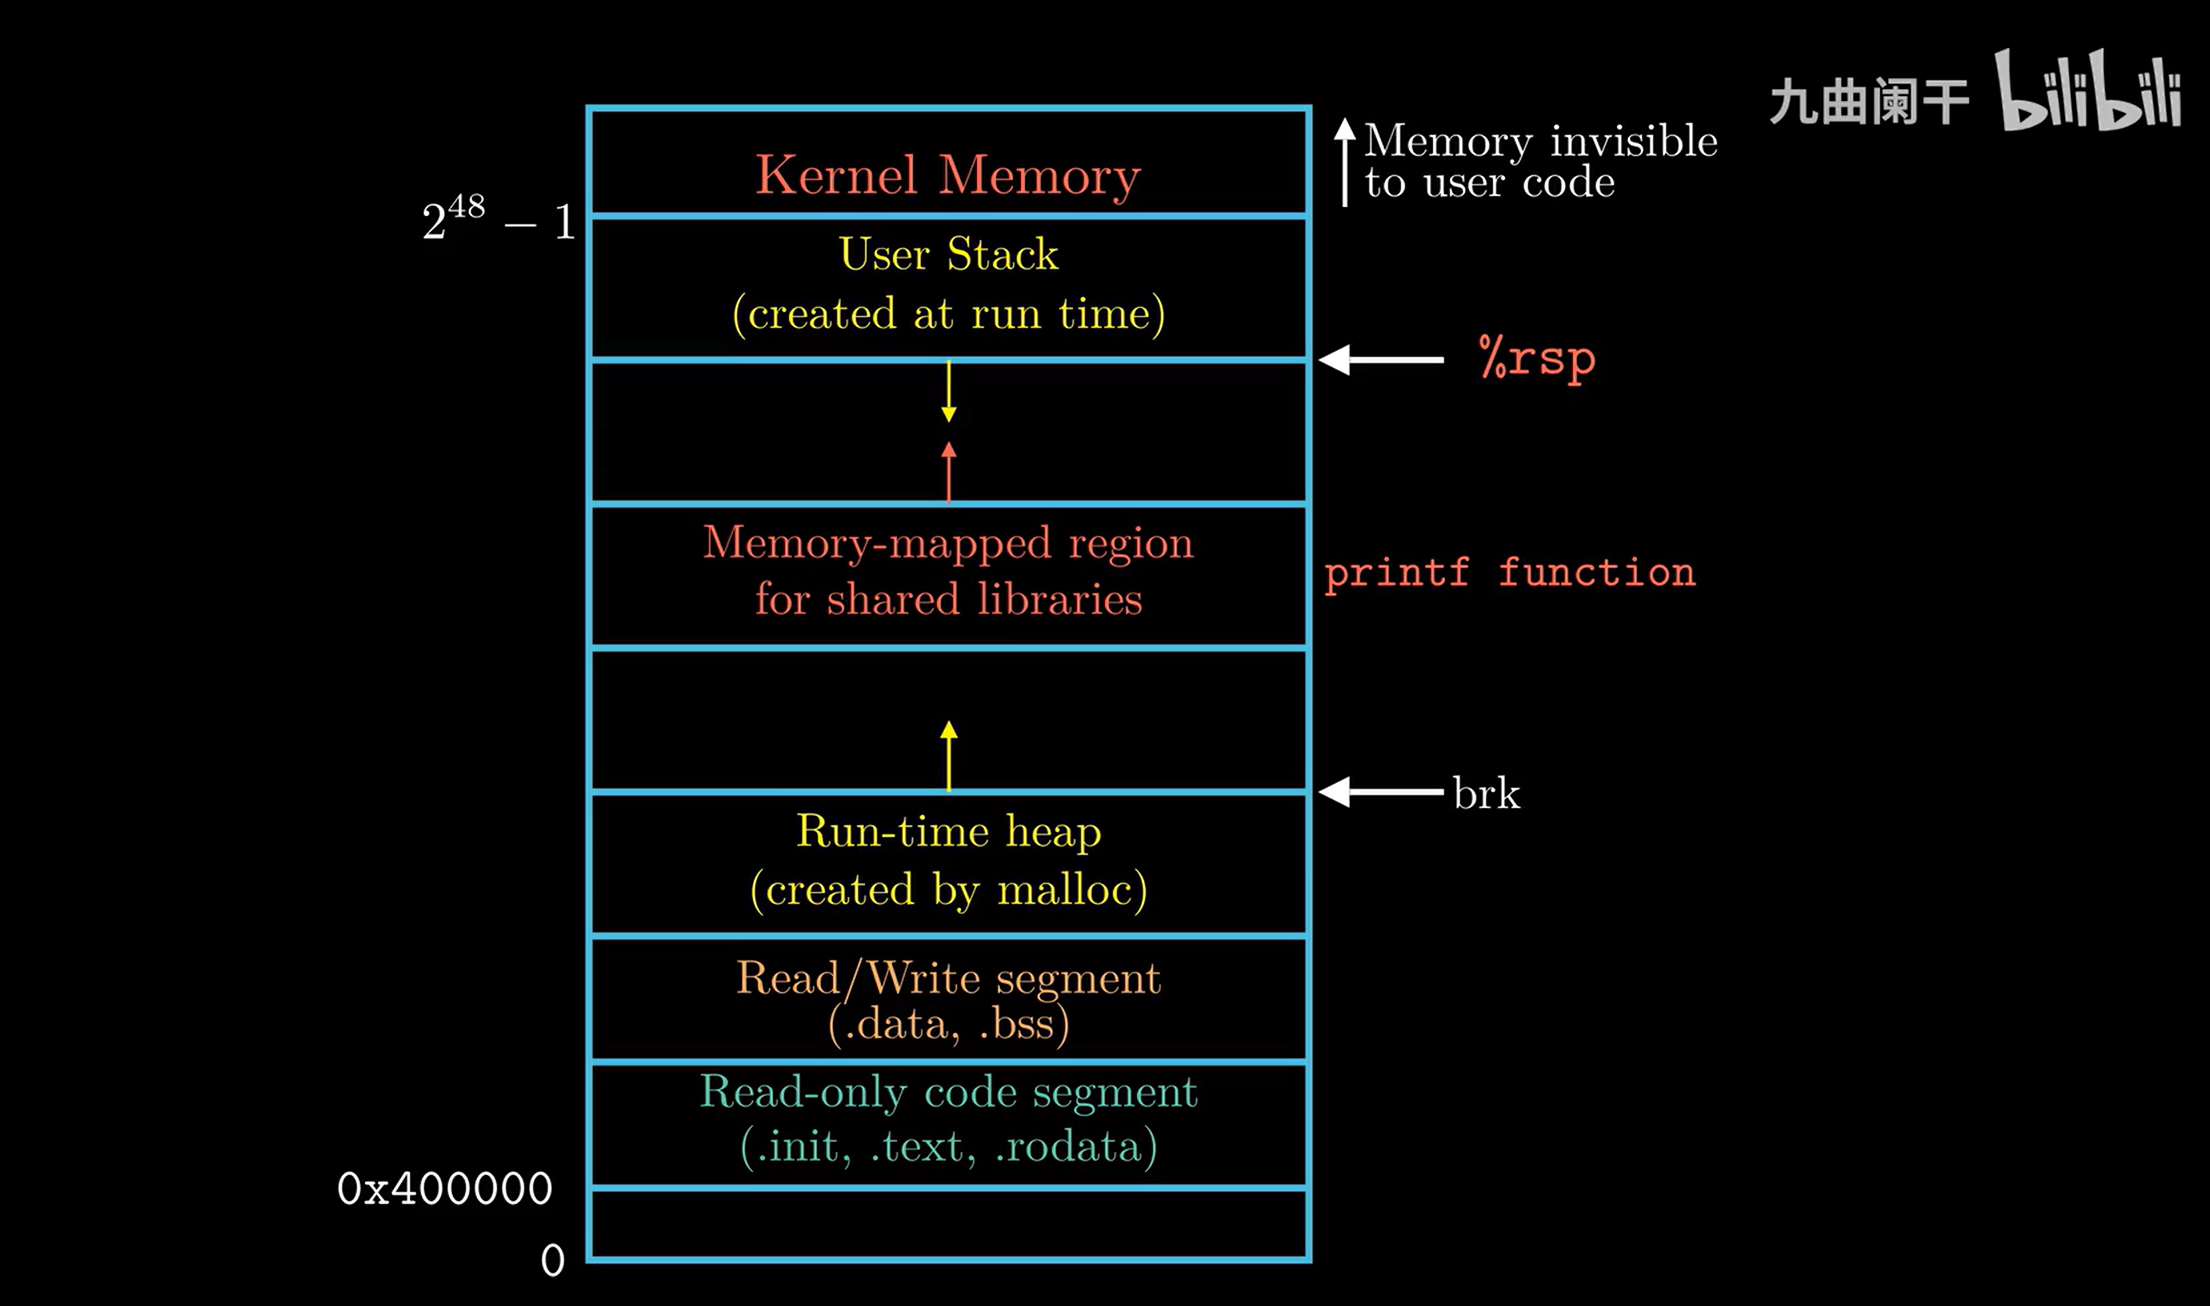 九曲阑干 bilibili
Kernel Memory
Memory invisible
to user code
2^48 − 1
User Stack
(created at run time)
%rsp
Memory-mapped region
for shared libraries
printf function
brk
Run-time heap
(created by malloc)
Read/Write segment
(.data, .bss)
Read-only code segment
(.init, .text, .rodata)
0x400000
0